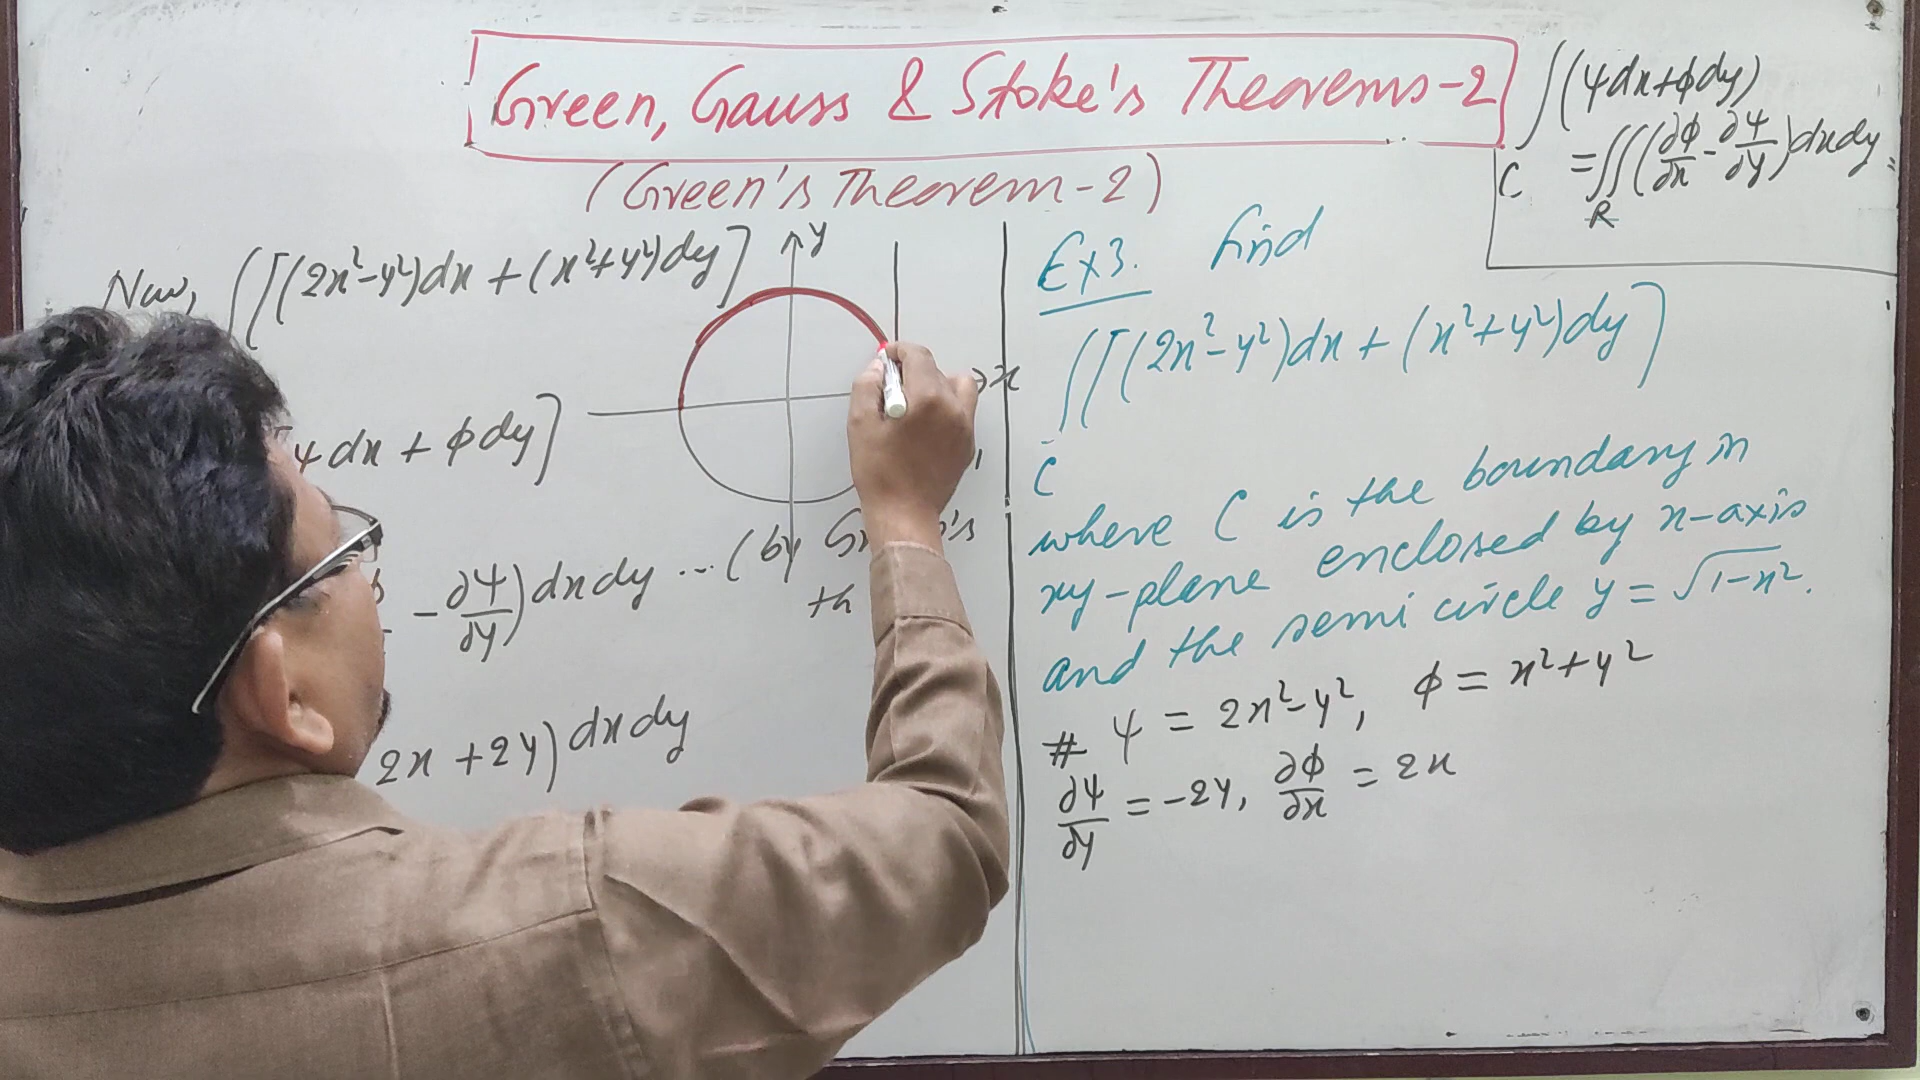 Green, Gauss & Stoke's Theorems-2
(Green's Theorem-2)
∫(ψdx+ϕdy)
C
=∬(∂ϕ/∂x-∂ψ/∂y)dxdy
R
Now, ∫[(2x²-y²)dx+(x²+y²)dy]
y
x
ψdx+ϕdy]
-∂ψ/∂y)dxdy ...(by
2x+2y)dxdy
Ex3. Find
∫[(2x²-y²)dx+(x²+y²)dy]
C
where C is the boundary in
xy-plane enclosed by x-axis
and the semi circle y=√1-x².
# ψ=2x²-y², ϕ=x²+y²
∂ψ/∂y=-2y, ∂ϕ/∂x=2x